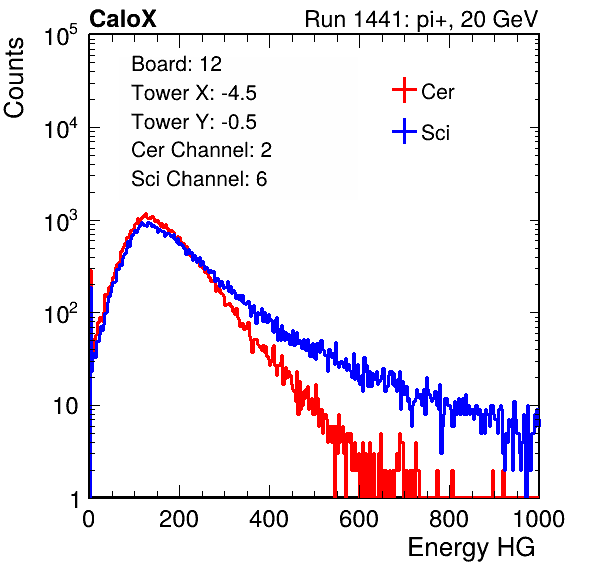 CaloX Run 1441: pi+, 20 GeV
Counts
10^5
10^4
10^3
10^2
10
1
Board: 12
Tower X: -4.5
Tower Y: -0.5
Cer Channel: 2
Sci Channel: 6
Cer
Sci
0 200 400 600 800 1000
Energy HG